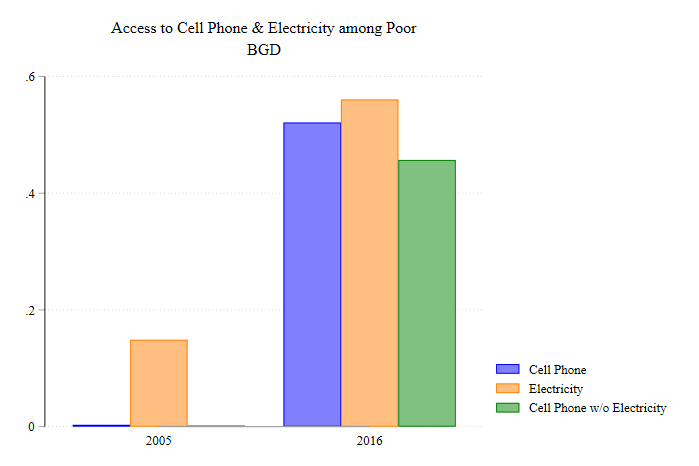 Access to Cell Phone & Electricity among Poor
BGD
.6
.4
.2
0
2005
2016
Cell Phone
Electricity
Cell Phone w/o Electricity